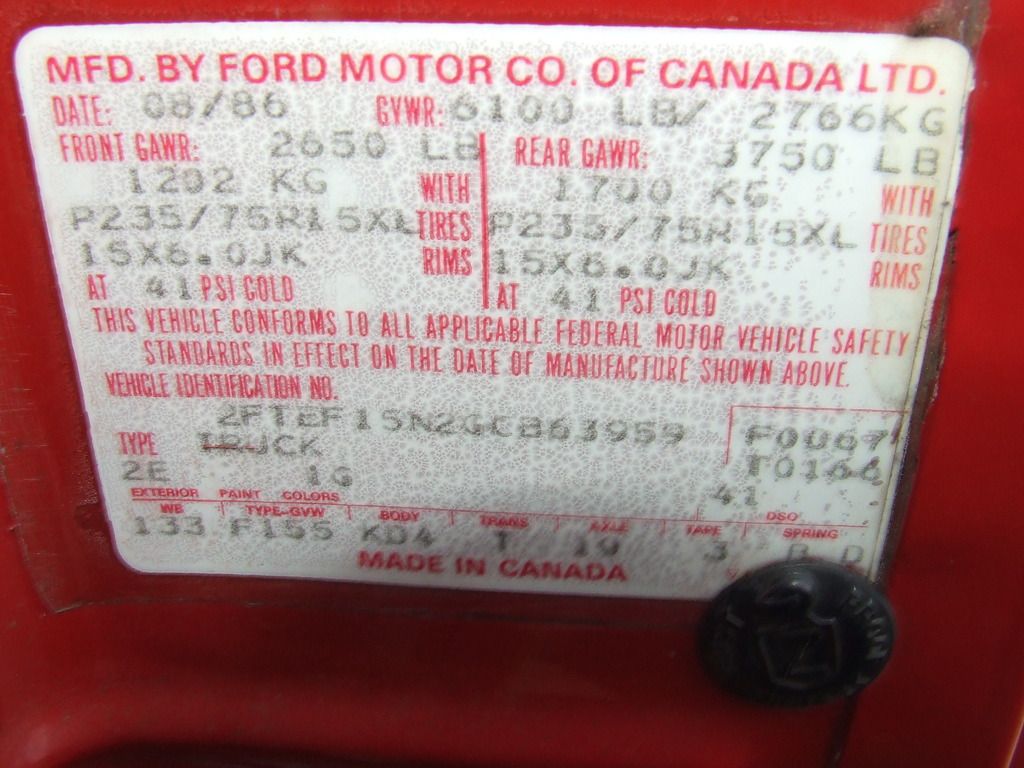 MFD. BY FORD MOTOR CO. OF CANADA LTD.
DATE: 08/86 GVWR: 6100 LB/ 2766KG
FRONT GAWR: 2650 LB REAR GAWR: 3750 LB
1202 KG WITH 1700 KG WITH
P235/75R15XL TIRES P235/75R15XL TIRES
15X6.0JK RIMS 15X6.0JK RIMS
AT 41 PSI COLD AT 41 PSI COLD
THIS VEHICLE CONFORMS TO ALL APPLICABLE FEDERAL MOTOR VEHICLE SAFETY
STANDARDS IN EFFECT ON THE DATE OF MANUFACTURE SHOWN ABOVE.
VEHICLE IDENTIFICATION NO.
2FTEF15N2GCB63959 F0067
TYPE TRUCK T0166
2E 1G 41
EXTERIOR PAINT COLORS DSO
WB TYPE-GVW BODY TRANS AXLE TAPE SPRING
133 F155 KD4 T 19 3 B D
MADE IN CANADA